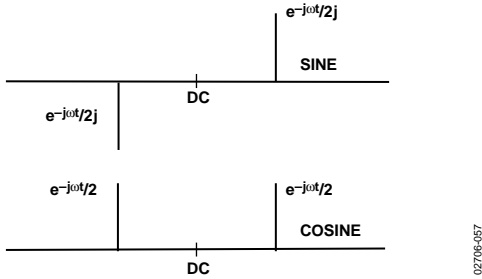 e–jωt/2j
SINE
DC
e–jωt/2j
e–jωt/2
e–jωt/2
COSINE
DC
02706-057